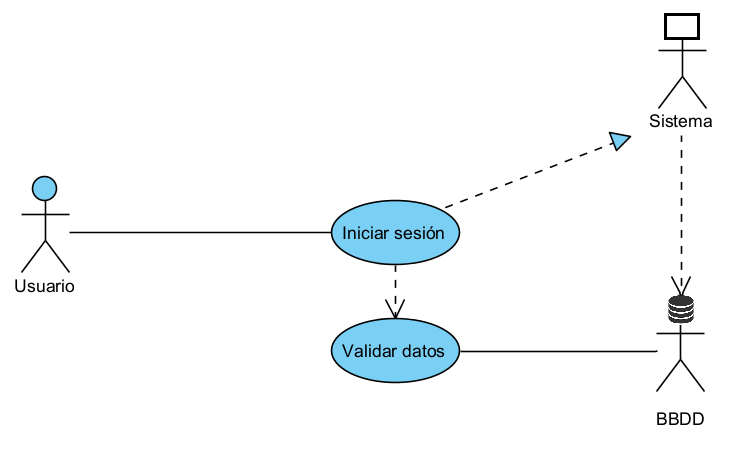 Sistema
Iniciar sesión
Usuario
Validar datos
BBDD